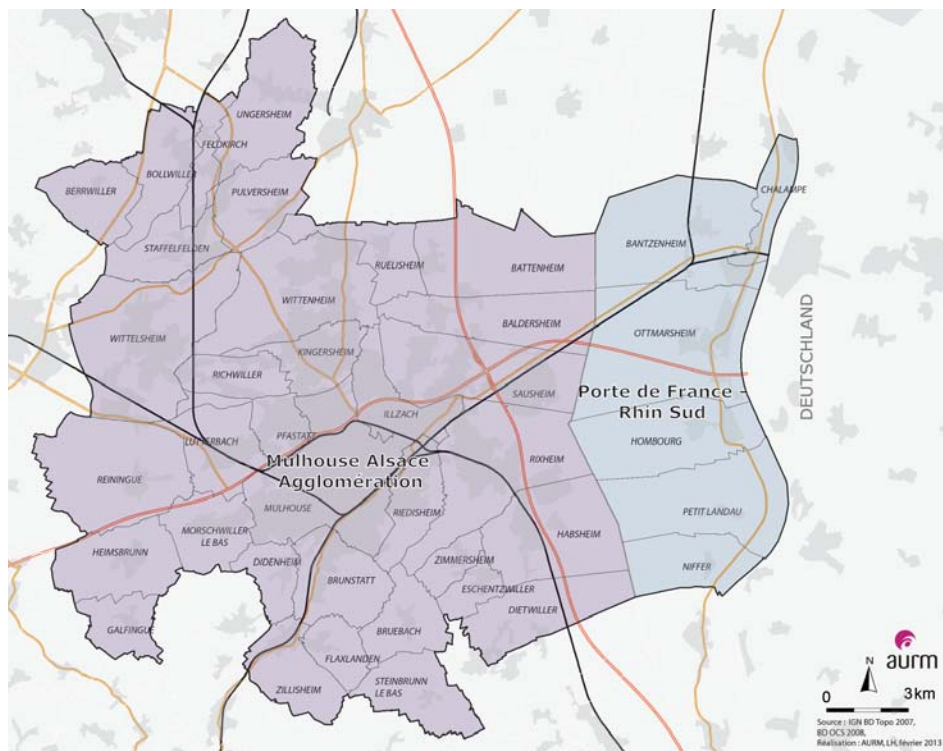 UNGERSHEIM
FELDKIRCH
BOLLWILLER
BERRWILLER
PULVERSHEIM
CHALAMPE
STAFFELFELDEN
BANTZENHEIM
RUELISHEIM
BATTENHEIM
WITTENHEIM
DEUTSCHLAND
WITTELSHEIM
BALDERSHEIM
OTTMARSHEIM
KINGERSHEIM
RICHWILLER
SAUSHEIM
Porte de France -
Rhin Sud
ILLZACH
PFASTATT
LUTTERBACH
HOMBOURG
Mulhouse Alsace
Agglomération
RIXHEIM
REININGUE
MULHOUSE
RIEDISHEIM
PETIT LANDAU
MORSCHWILLER
LE BAS
HABSHEIM
HEIMSBRUNN
DIDENHEIM
ZIMMERSHEIM
NIFFER
BRUNSTATT
ESCHENTZWILLER
DIETWILLER
GALFINGUE
BRUEBACH
FLAXLANDEN
STEINBRUNN
LE BAS
ZILLISHEIM
aurm
N
0 3 km
Source : IGN BD Topo 2007,
BD OCS 2008,
Réalisation : AURM, LH, février 2013